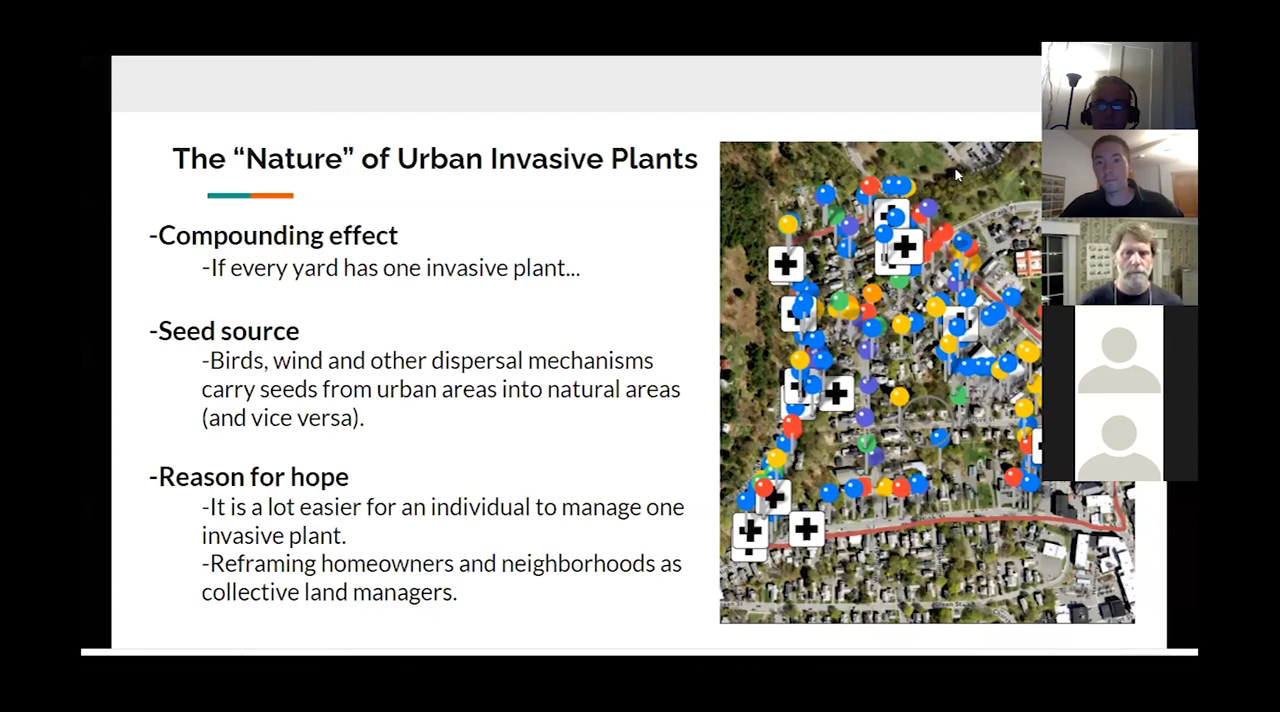 The “Nature” of Urban Invasive Plants
-Compounding effect
-If every yard has one invasive plant...
-Seed source
-Birds, wind and other dispersal mechanisms
carry seeds from urban areas into natural areas
(and vice versa).
-Reason for hope
-It is a lot easier for an individual to manage one
invasive plant.
-Reframing homeowners and neighborhoods as
collective land managers.